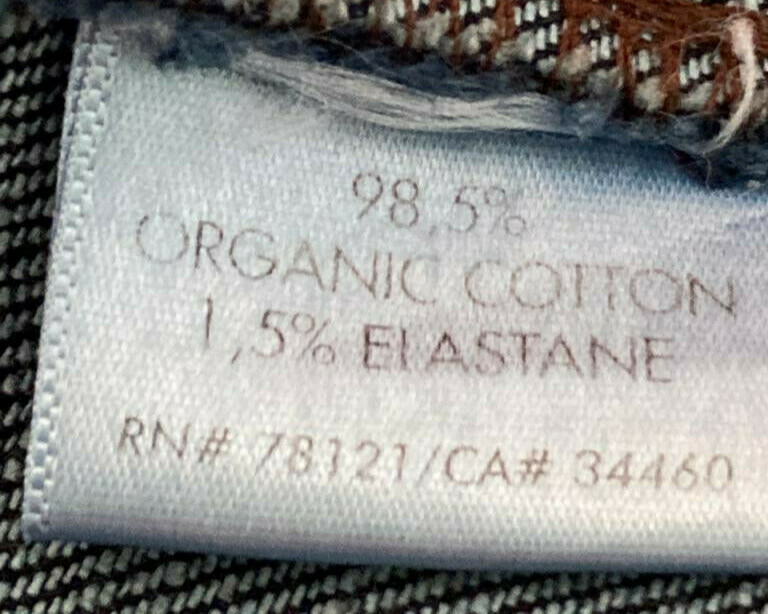 98,5%
ORGANIC COTTON
1,5% ELASTANE
RN# 78121/CA# 34460